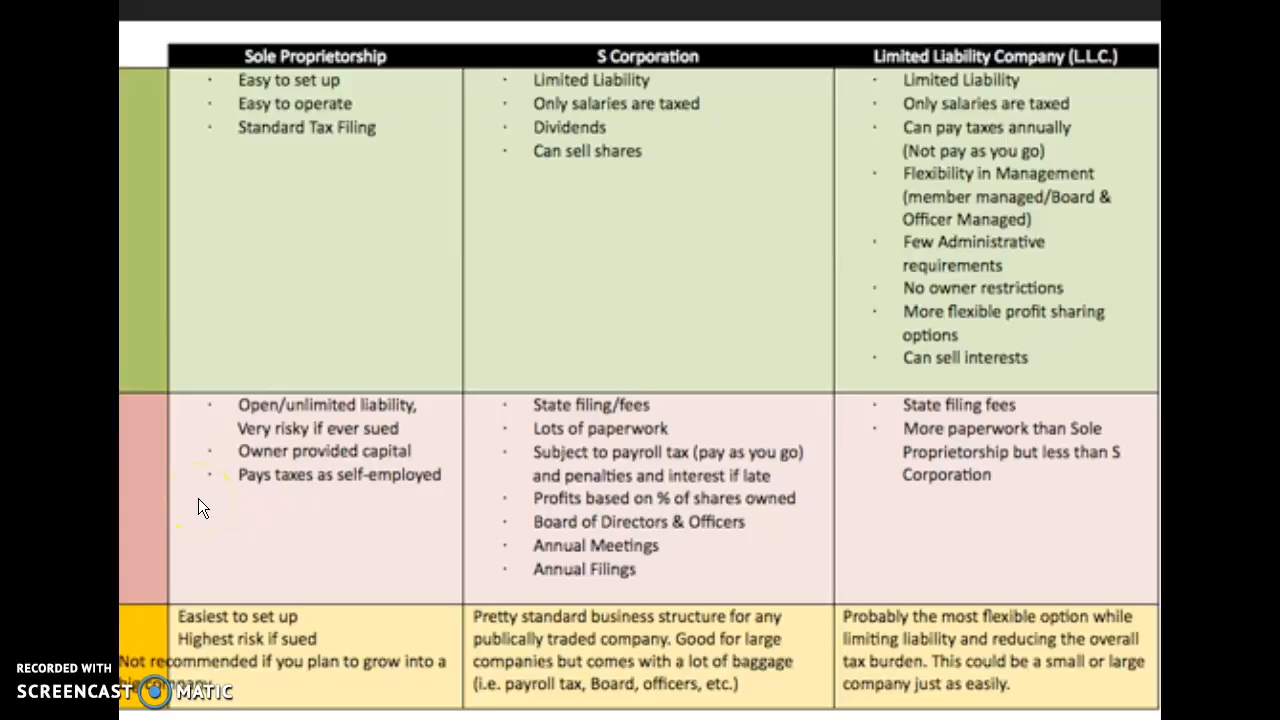 Sole Proprietorship
S Corporation
Limited Liability Company (L.L.C.)
· Easy to set up
· Easy to operate
· Standard Tax Filing
· Limited Liability
· Only salaries are taxed
· Dividends
· Can sell shares
· Limited Liability
· Only salaries are taxed
· Can pay taxes annually
(Not pay as you go)
· Flexibility in Management
(member managed/Board &
Officer Managed)
· Few Administrative
requirements
· No owner restrictions
· More flexible profit sharing
options
· Can sell interests
· Open/unlimited liability,
Very risky if ever sued
· Owner provided capital
· Pays taxes as self-employed
· State filing/fees
· Lots of paperwork
· Subject to payroll tax (pay as you go)
and penalties and interest if late
· Profits based on % of shares owned
· Board of Directors & Officers
· Annual Meetings
· Annual Filings
· State filing fees
· More paperwork than Sole
Proprietorship but less than S
Corporation
Easiest to set up
Highest risk if sued
Not recommended if you plan to grow into a
Pretty standard business structure for any
publically traded company. Good for large
companies but comes with a lot of baggage
(i.e. payroll tax, Board, officers, etc.)
Probably the most flexible option while
limiting liability and reducing the overall
tax burden. This could be a small or large
company just as easily.
RECORDED WITH
SCREENCAST MATIC